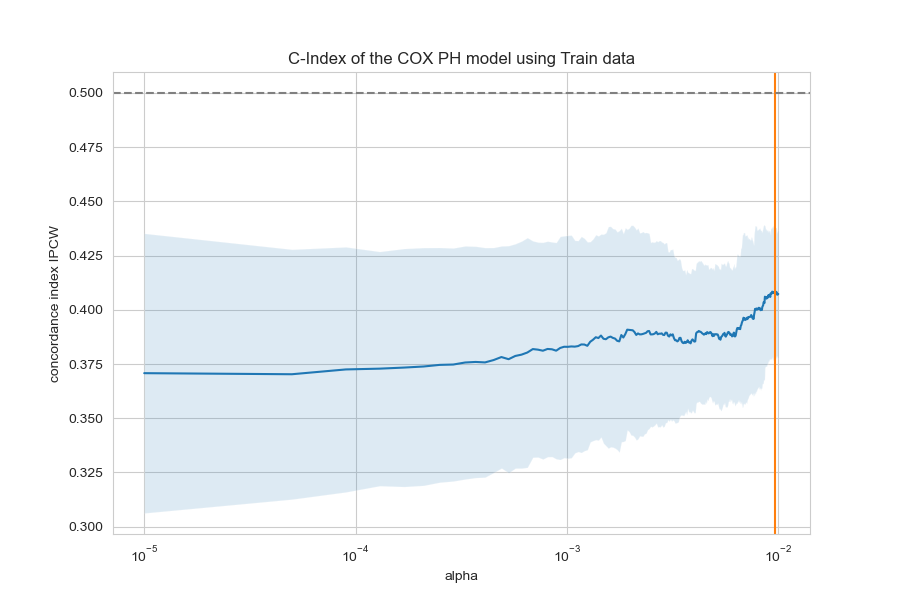 C-Index of the COX PH model using Train data
concordance index IPCW
0.500
0.475
0.450
0.425
0.400
0.375
0.350
0.325
0.300
10⁻⁵ 10⁻⁴ 10⁻³ 10⁻²
alpha